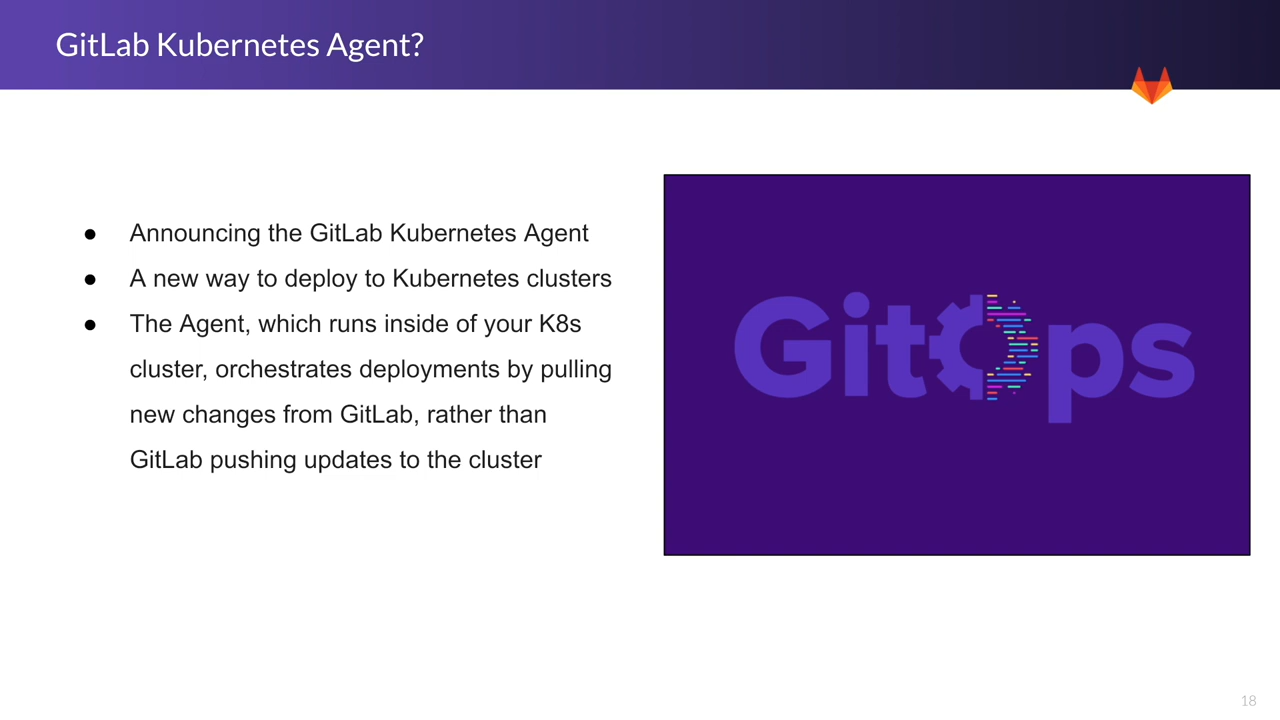 GitLab Kubernetes Agent?
● Announcing the GitLab Kubernetes Agent
● A new way to deploy to Kubernetes clusters
● The Agent, which runs inside of your K8s
cluster, orchestrates deployments by pulling
new changes from GitLab, rather than
GitLab pushing updates to the cluster
GitOps
18